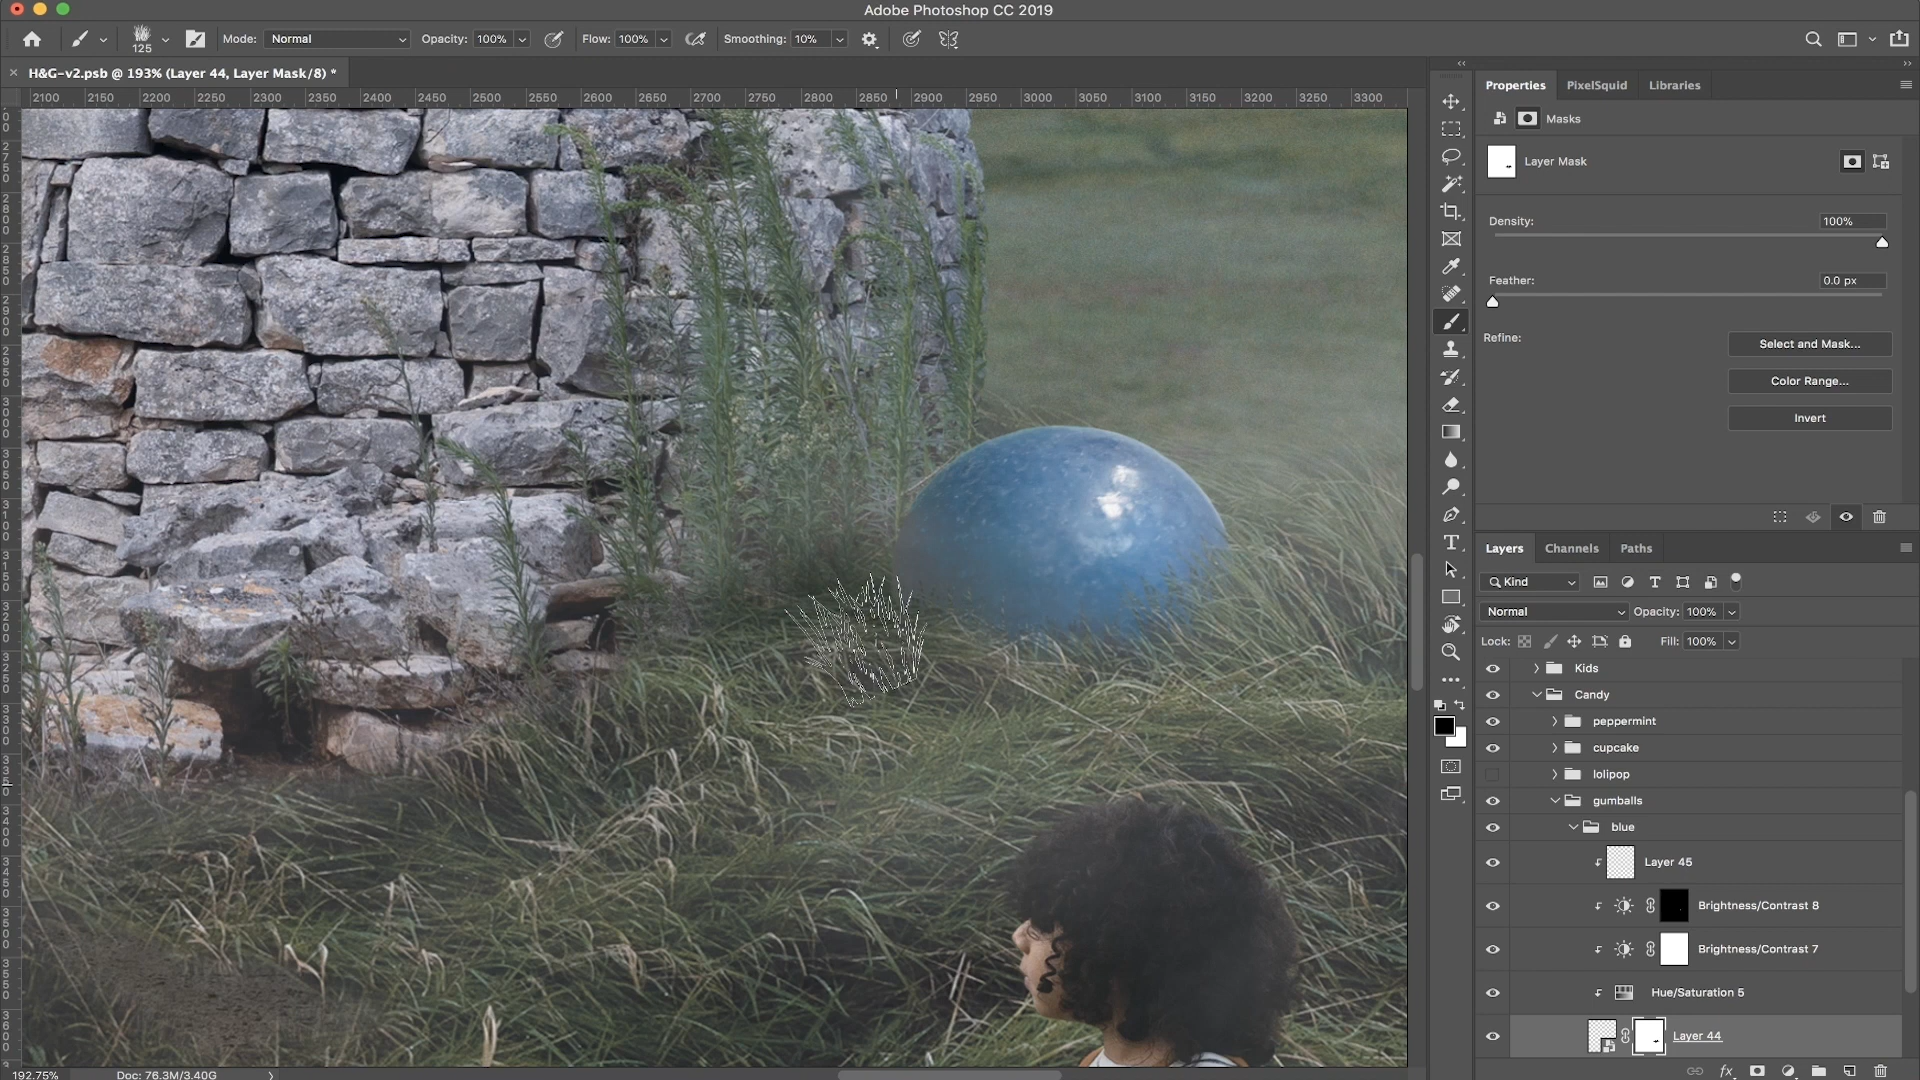 Adobe Photoshop CC 2019
125 Mode: Normal Opacity: 100% Flow: 100% Smoothing: 10%
H&G-v2.psb @ 193% (Layer 44, Layer Mask/8) *
2100 2150 2200 2250 2300 2350 2400 2450 2500 2550 2600 2650 2700 2750 2800 2850 2900 2950 3000 3050 3100 3150 3200 3250 3300
Properties PixelSquid Libraries
Masks
Layer Mask
Density: 100%
Feather: 0.0 px
Refine: Select and Mask...
Color Range...
Invert
Layers Channels Paths
Kind
Normal Opacity: 100%
Lock: Fill: 100%
Kids
Candy
peppermint
cupcake
lolipop
gumballs
blue
Layer 45
Brightness/Contrast 8
Brightness/Contrast 7
Hue/Saturation 5
Layer 44
fx
192.75% Doc: 76.3M/3.40G